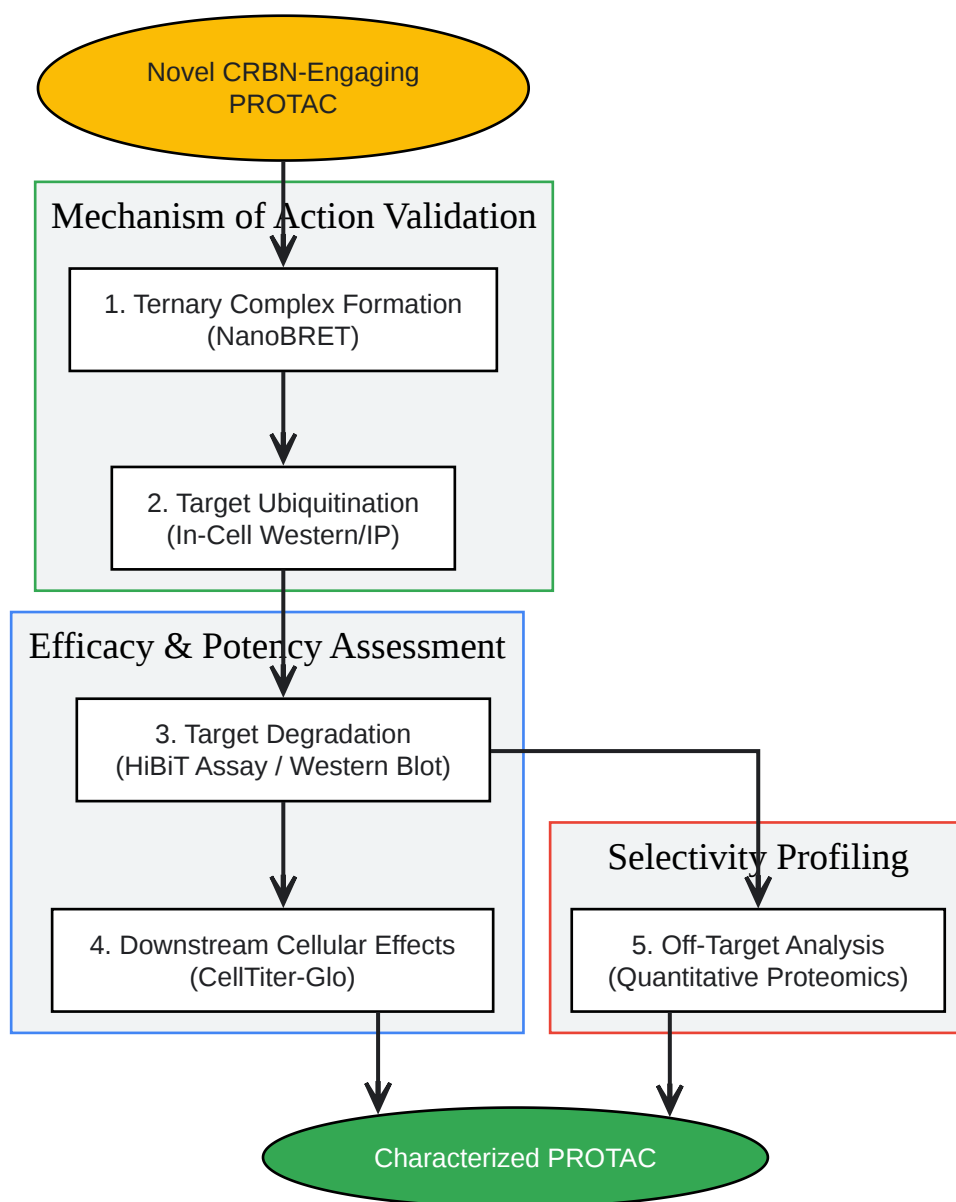 Novel CRBN-Engaging
PROTAC
Mechanism of Action Validation
1. Ternary Complex Formation
(NanoBRET)
2. Target Ubiquitination
(In-Cell Western/IP)
Efficacy & Potency Assessment
3. Target Degradation
(HiBiT Assay / Western Blot)
4. Downstream Cellular Effects
(CellTiter-Glo)
Selectivity Profiling
5. Off-Target Analysis
(Quantitative Proteomics)
Characterized PROTAC